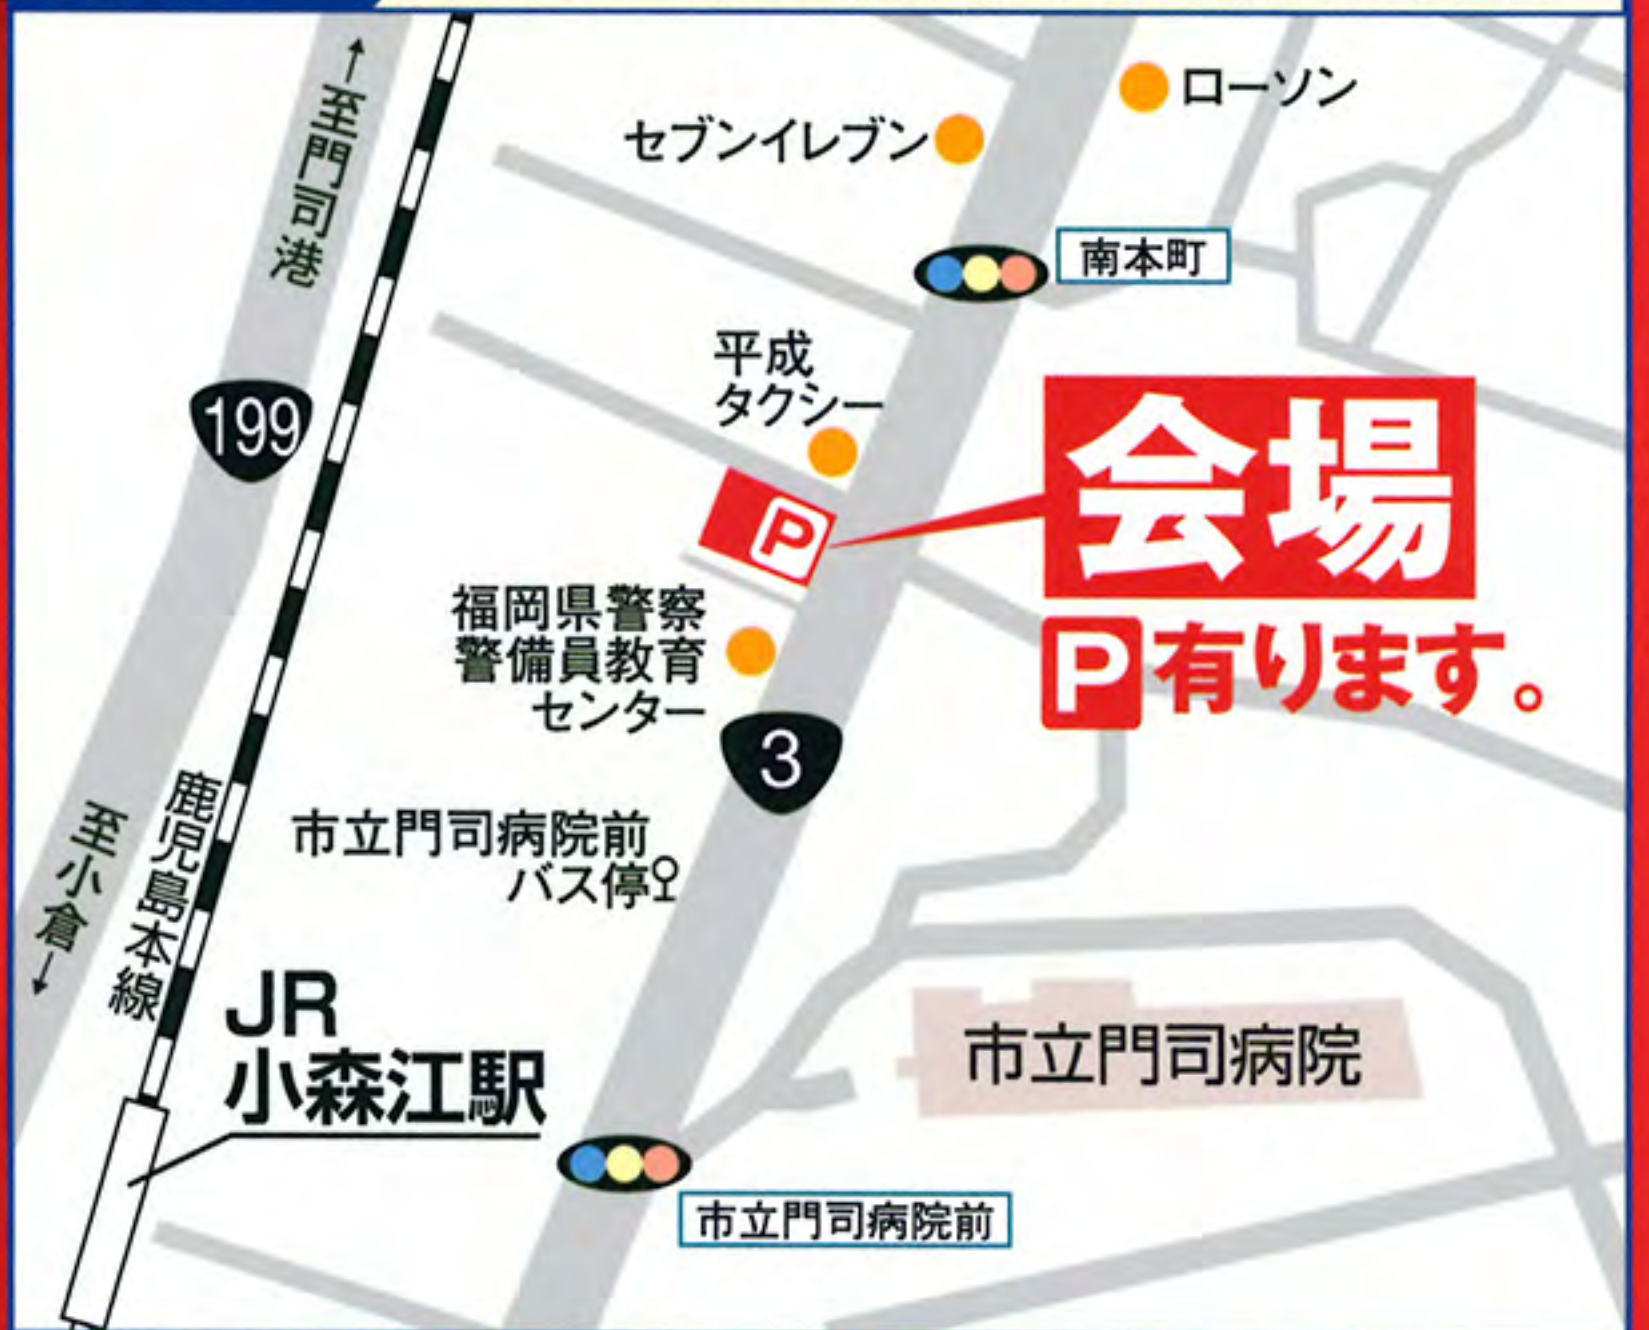 ↑至門司港
ローソン
セブンイレブン
南本町
平成
タクシー
199
会場
P
P有ります。
福岡県警察
警備員教育
センター
3
市立門司病院前
バス停
至小倉↓
鹿児島本線
JR
小森江駅
市立門司病院
市立門司病院前